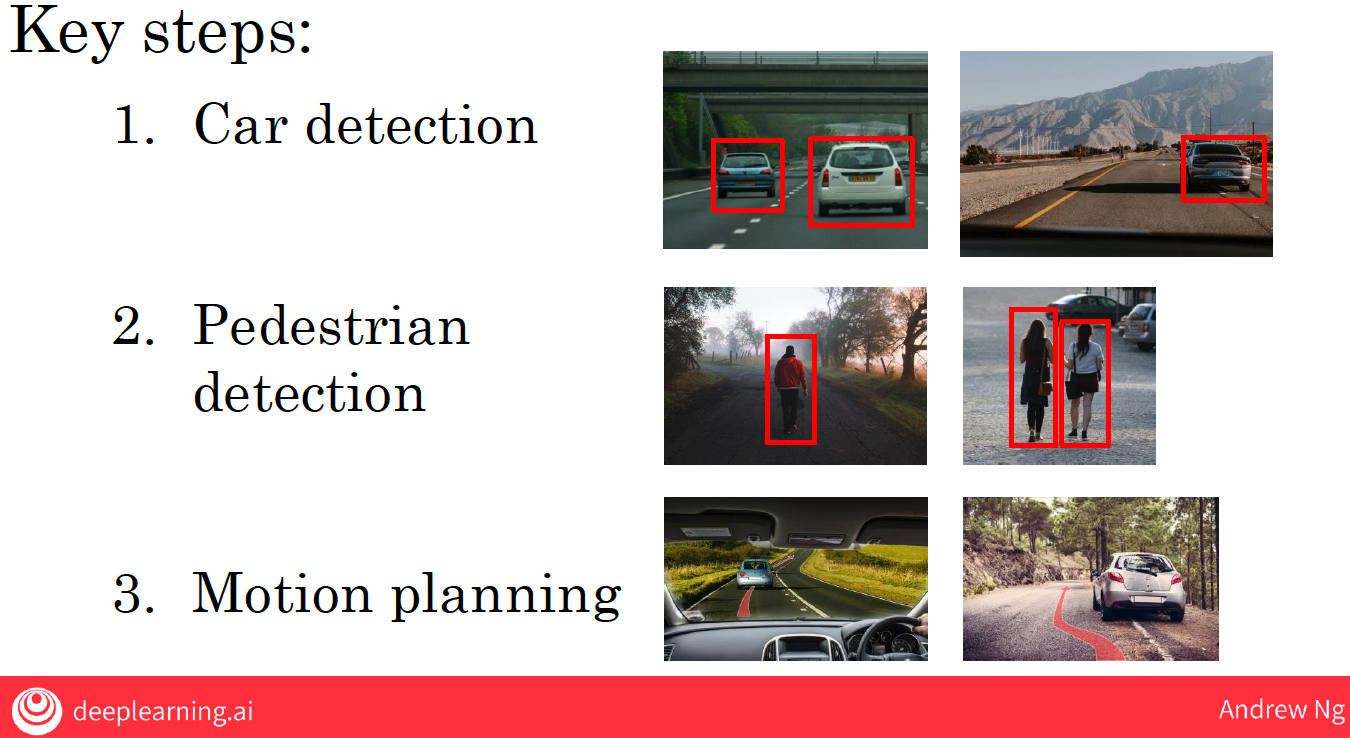 Key steps:
1. Car detection
2. Pedestrian
detection
3. Motion planning
deeplearning.ai
Andrew Ng